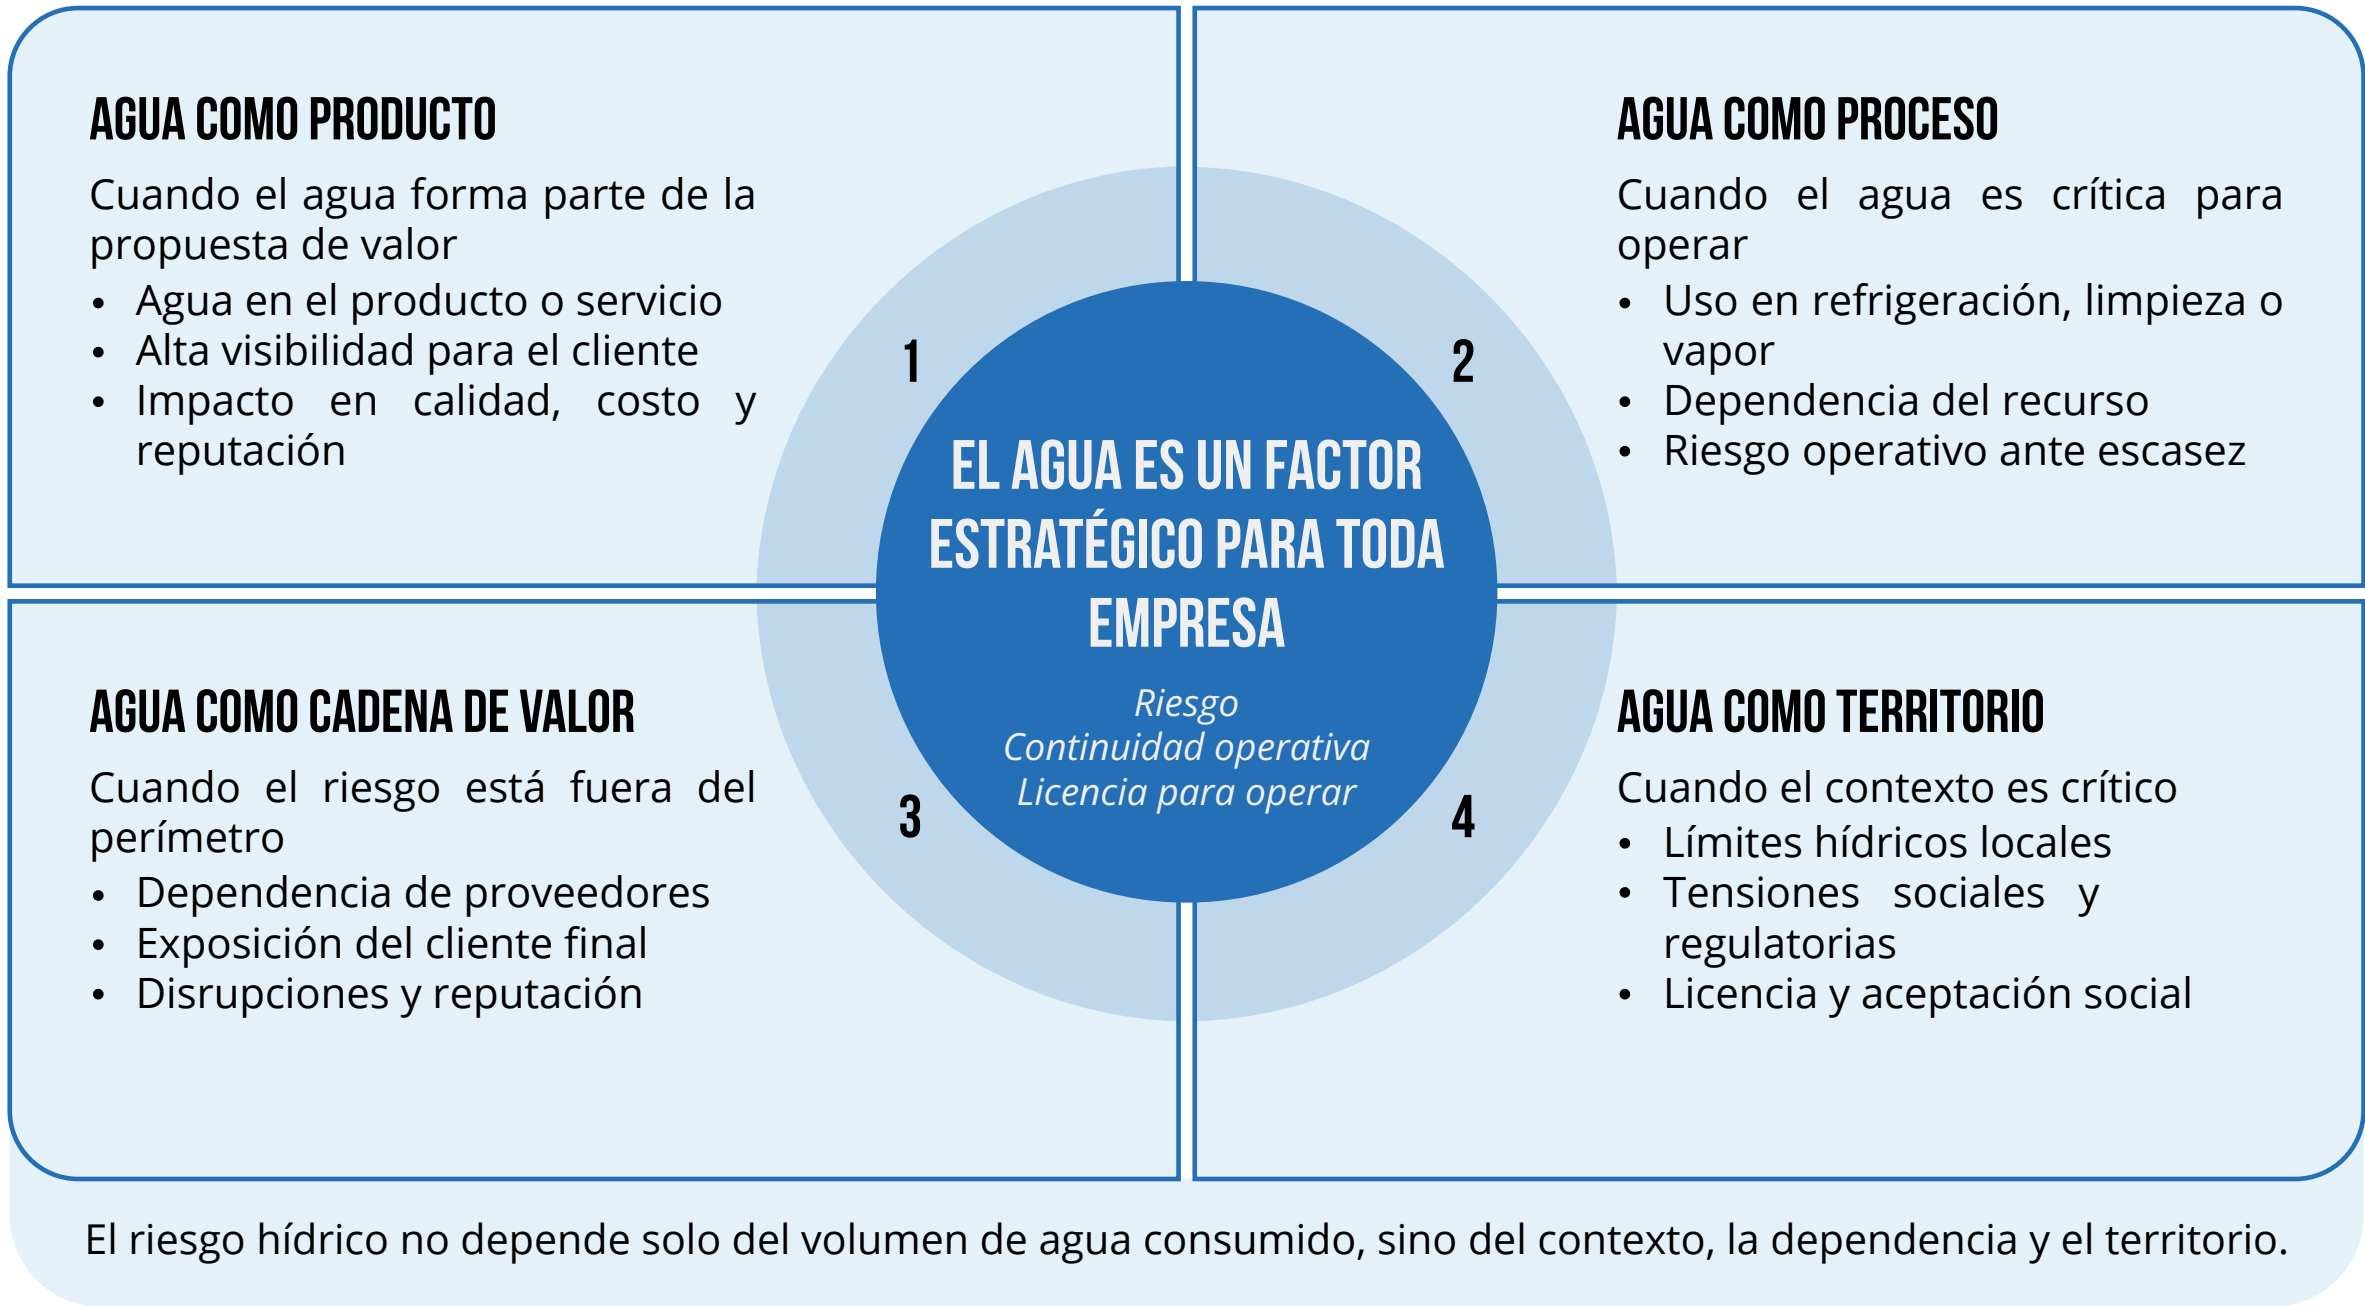 AGUA COMO PRODUCTO
Cuando el agua forma parte de la
propuesta de valor
• Agua en el producto o servicio
• Alta visibilidad para el cliente
• Impacto en calidad, costo y
reputación
1
AGUA COMO PROCESO
Cuando el agua es crítica para
operar
• Uso en refrigeración, limpieza o
vapor
• Dependencia del recurso
• Riesgo operativo ante escasez
2
EL AGUA ES UN FACTOR
ESTRATÉGICO PARA TODA
EMPRESA
Riesgo
Continuidad operativa
Licencia para operar
AGUA COMO CADENA DE VALOR
Cuando el riesgo está fuera del
perímetro
• Dependencia de proveedores
• Exposición del cliente final
• Disrupciones y reputación
3
AGUA COMO TERRITORIO
Cuando el contexto es crítico
• Límites hídricos locales
• Tensiones sociales y
regulatorias
• Licencia y aceptación social
4
El riesgo hídrico no depende solo del volumen de agua consumido, sino del contexto, la dependencia y el territorio.